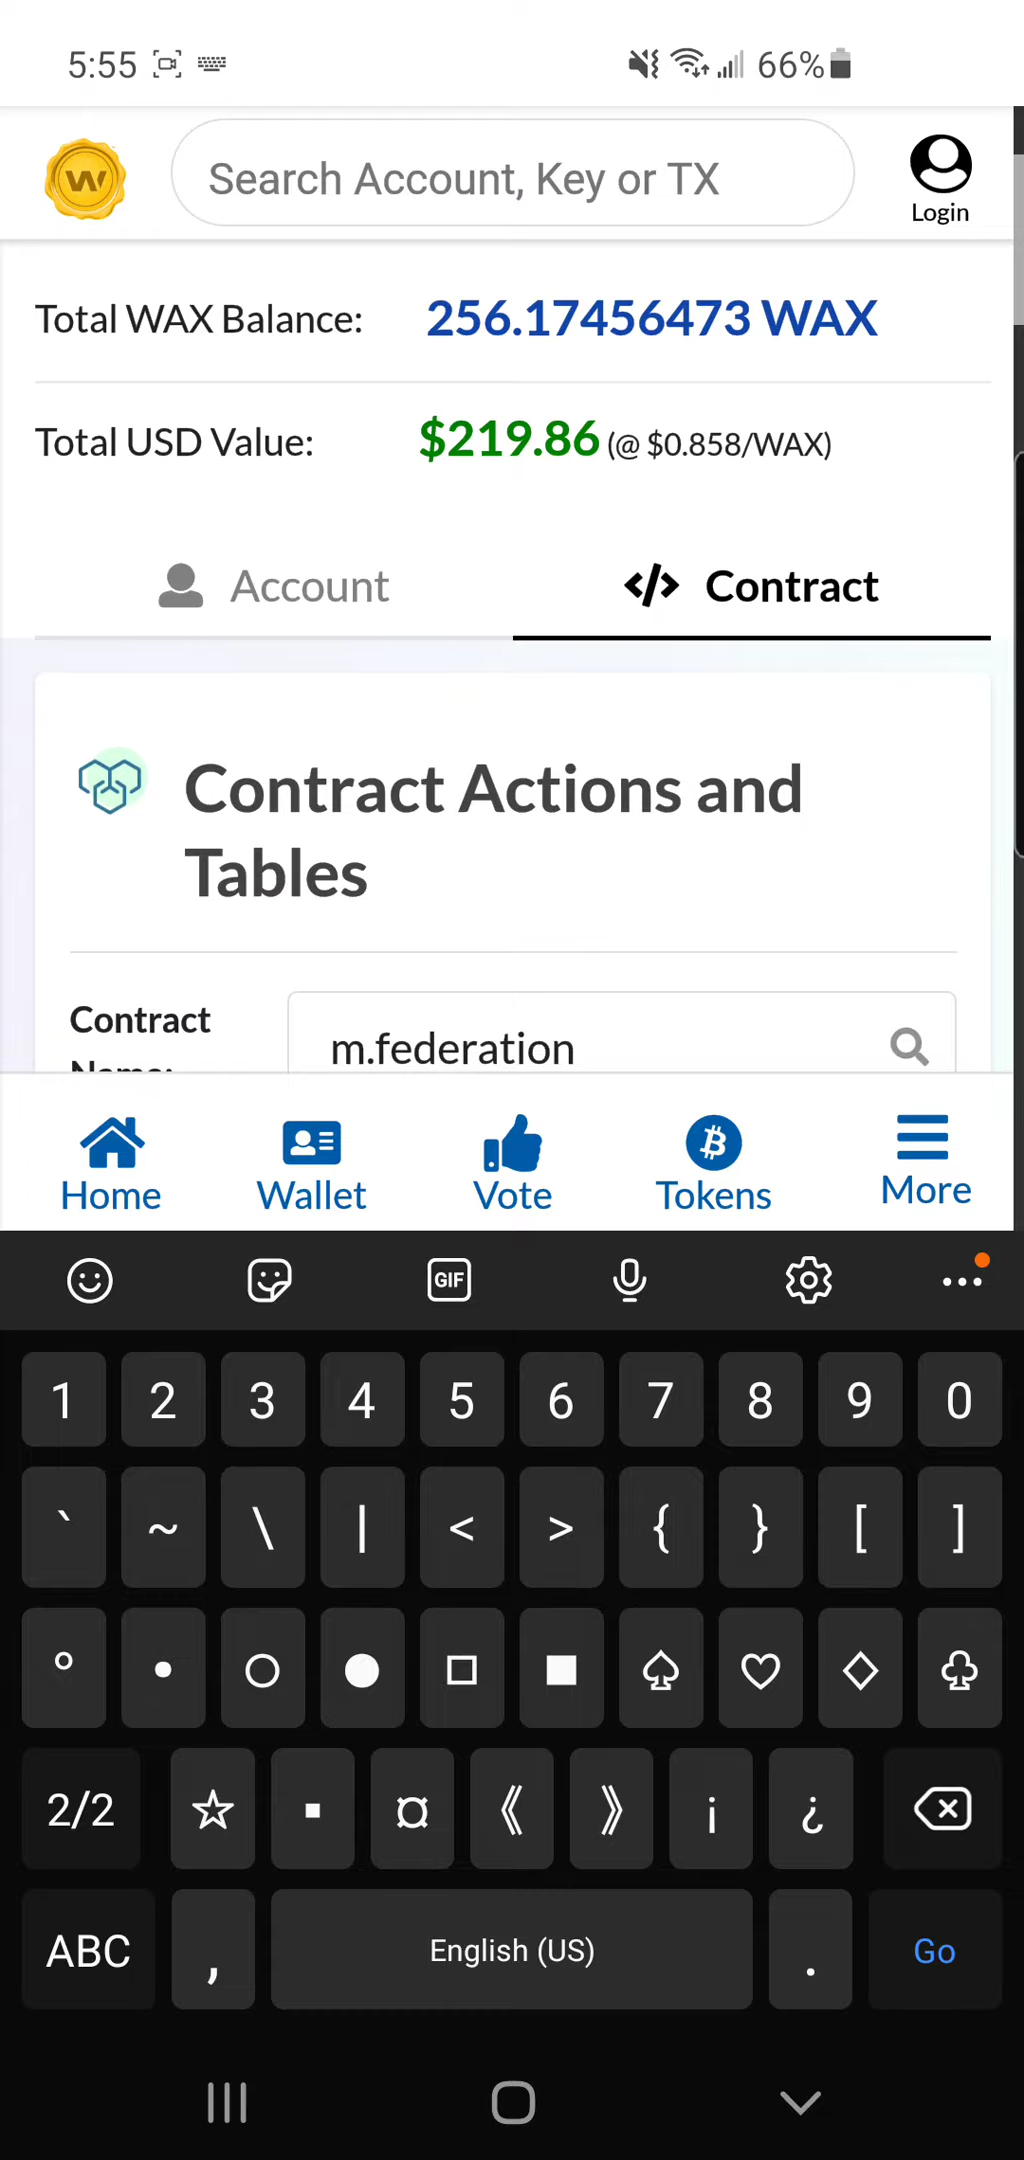 5:55
66%
W
Search Account, Key or TX
Login
Total WAX Balance: 256.17456473 WAX
Total USD Value: $219.86 (@ $0.858/WAX)
Account
</> Contract
Contract Actions and
Tables
Contract
Name:
m.federation
Home
Wallet
Vote
Tokens
More
GIF
1 2 3 4 5 6 7 8 9 0
` ~ \ | < > { } [ ]
° • ○ ● □ ■ ♤ ♡ ◇ ♧
2/2 ☆ ▪ ¤ 《 》 ¡ ¿
ABC , English (US) . Go